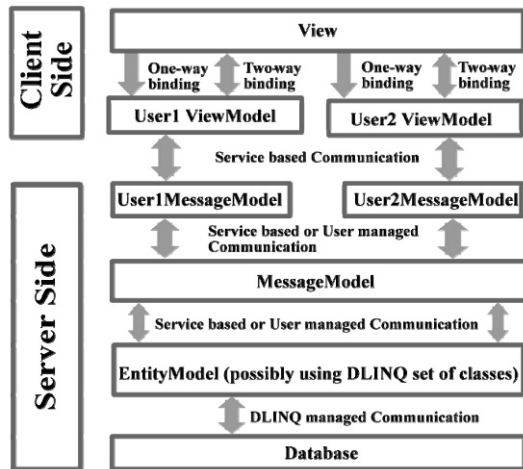 Client
Side
View
One-way
binding
Two-way
binding
One-way
binding
Two-way
binding
User1 ViewModel
User2 ViewModel
Service based Communication
Server Side
User1MessageModel
User2MessageModel
Service based or User managed
Communication
MessageModel
Service based or User managed Communication
EntityModel (possibly using DLINQ set of classes)
DLINQ managed Communication
Database